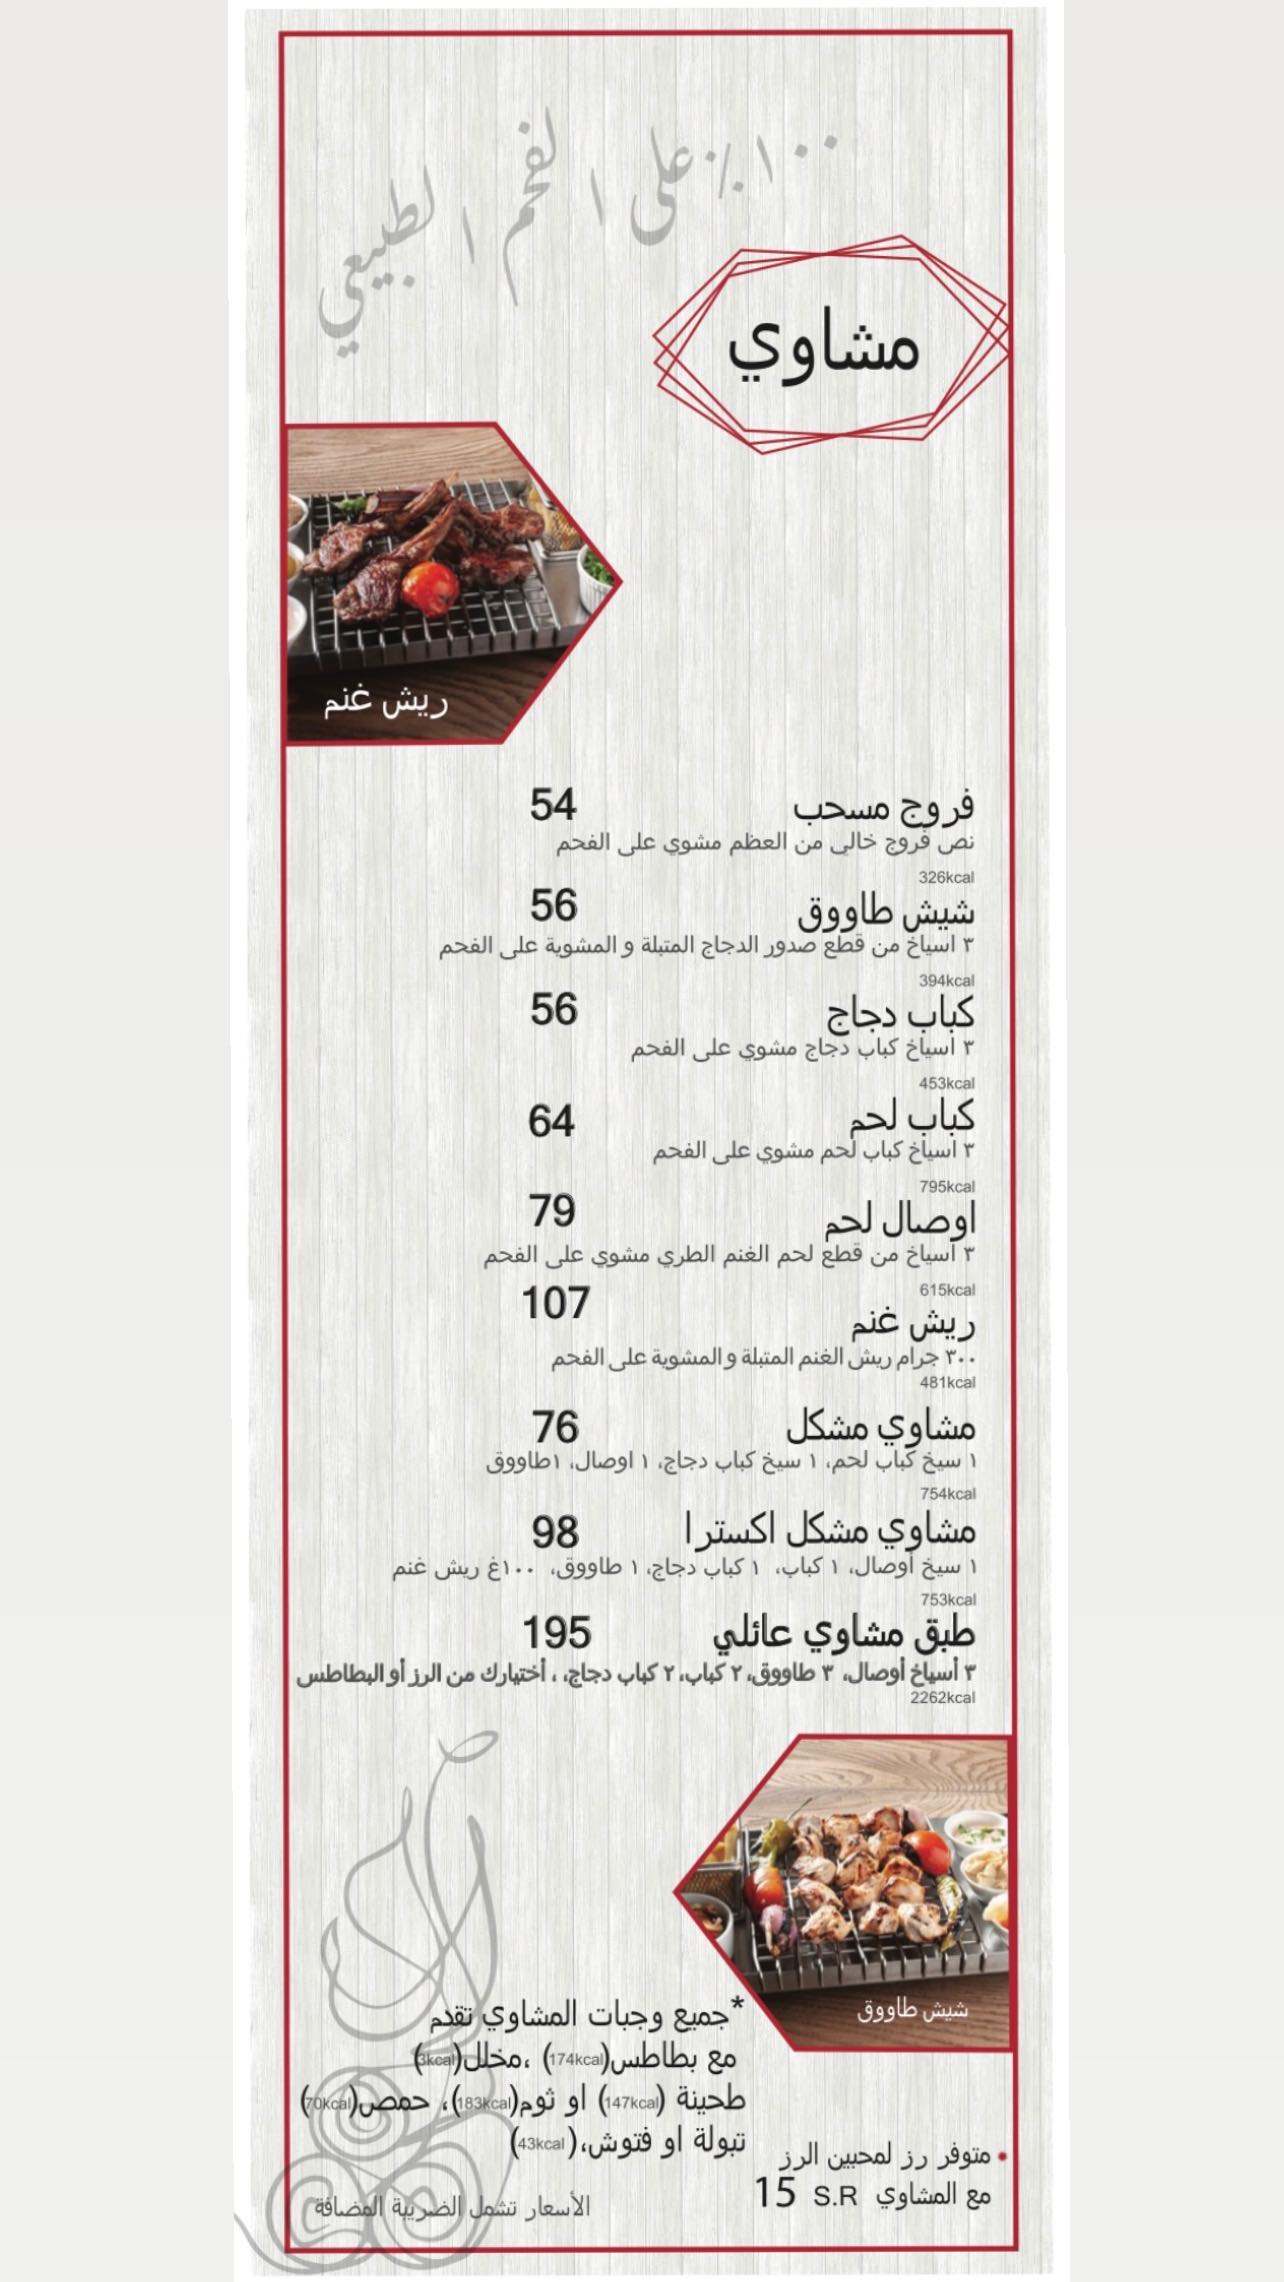 ١٠٠٪ على الفحم الطبيعي
مشاوي
ريش غنم
فروج مسحب 54
نص فروج خالي من العظم مشوي على الفحم
326kcal
شيش طاووق 56
٣ اسياخ من قطع صدور الدجاج المتبلة و المشوية على الفحم
394kcal
كباب دجاج 56
٣ اسياخ كباب دجاج مشوي على الفحم
453kcal
كباب لحم 64
٣ اسياخ كباب لحم مشوي على الفحم
795kcal
اوصال لحم 79
٣ اسياخ من قطع لحم الغنم الطري مشوي على الفحم
615kcal
ريش غنم 107
٣٠٠ جرام ريش الغنم المتبلة و المشوية على الفحم
481kcal
مشاوي مشكل 76
١ سيخ كباب لحم، ١ سيخ كباب دجاج، ١ اوصال، ١طاووق
754kcal
مشاوي مشكل اكسترا 98
١ سيخ أوصال، ١ كباب، ١ كباب دجاج، ١ طاووق، ١٠٠غ ريش غنم
753kcal
طبق مشاوي عائلي 195
٣ أسياخ أوصال، ٣ طاووق، ٢ كباب، ٢ كباب دجاج، ، أختيارك من الرز أو البطاطس
2262kcal
شيش طاووق
*جميع وجبات المشاوي تقدم
مع بطاطس(174kcal) ،مخلل(3kcal)
طحينة (147kcal) او ثوم(183kcal)، حمص(70kcal)
تبولة او فتوش،(43kcal)
• متوفر رز لمحبين الرز
مع المشاوي S.R 15
الأسعار تشمل الضريبة المضافة